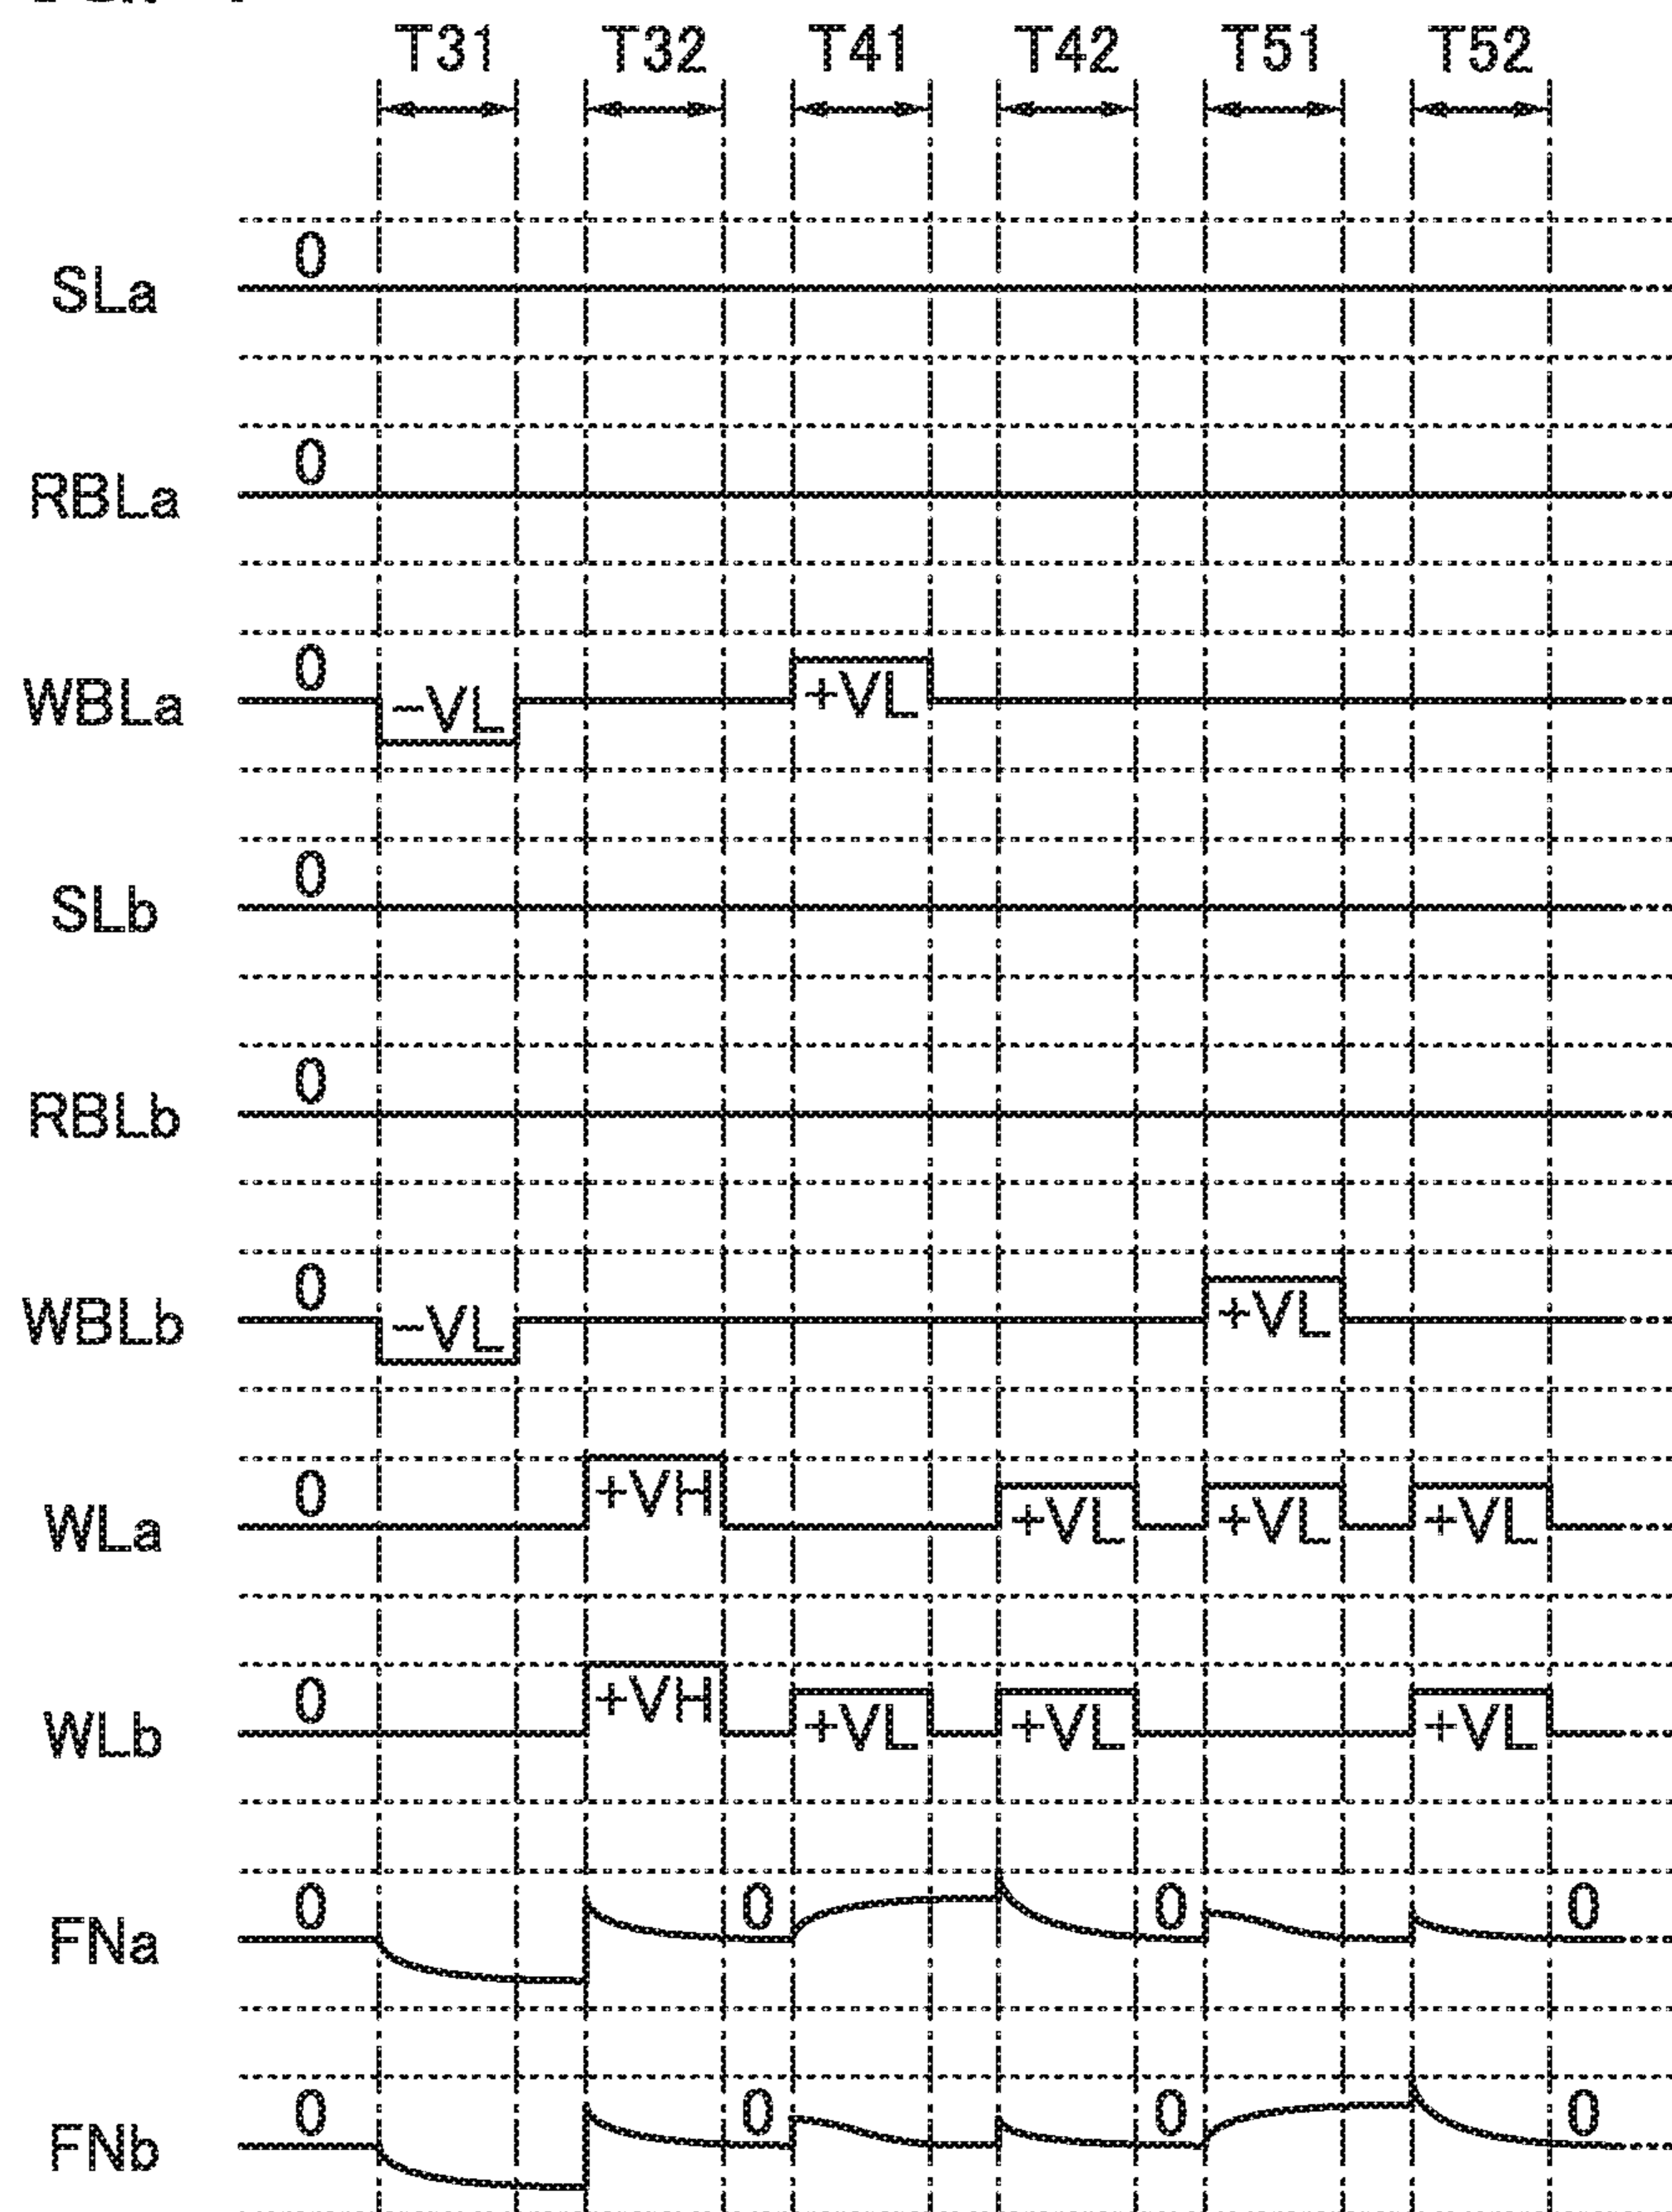 T31 T32 T41 T42 T51 T52
0
SLa
0
RBLa
0
WBLa -VL +VL
0
SLb
0
RBLb
0
WBLb -VL +VL
0 +VH
WLa +VL +VL +VL
0 +VH
WLb +VL +VL +VL
0 0 0 0
FNa
0 0 0 0
FNb